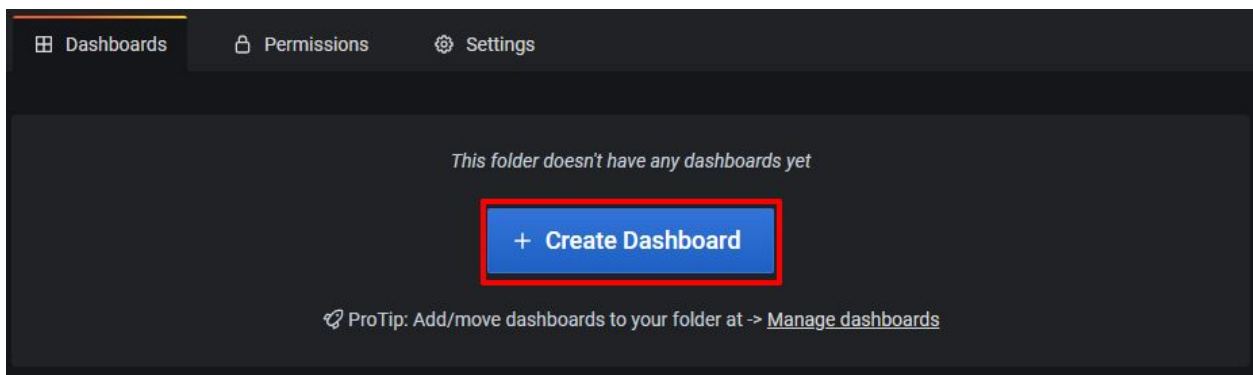 Dashboards Permissions Settings
This folder doesn't have any dashboards yet
+ Create Dashboard
ProTip: Add/move dashboards to your folder at -> Manage dashboards